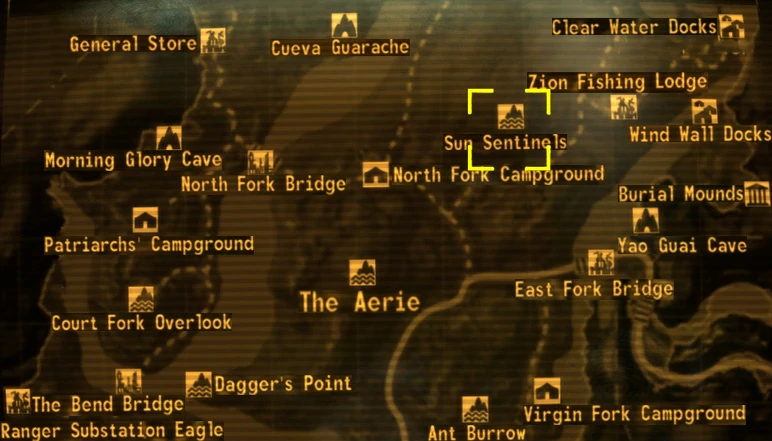 Clear Water Docks
General Store
Cueva Guarache
Zion Fishing Lodge
Wind Wall Docks
Sun Sentinels
Morning Glory Cave
North Fork Campground
North Fork Bridge
Burial Mounds
Patriarchs' Campground
Yao Guai Cave
East Fork Bridge
The Aerie
Court Fork Overlook
Dagger's Point
The Bend Bridge
Virgin Fork Campground
Ranger Substation Eagle
Ant Burrow